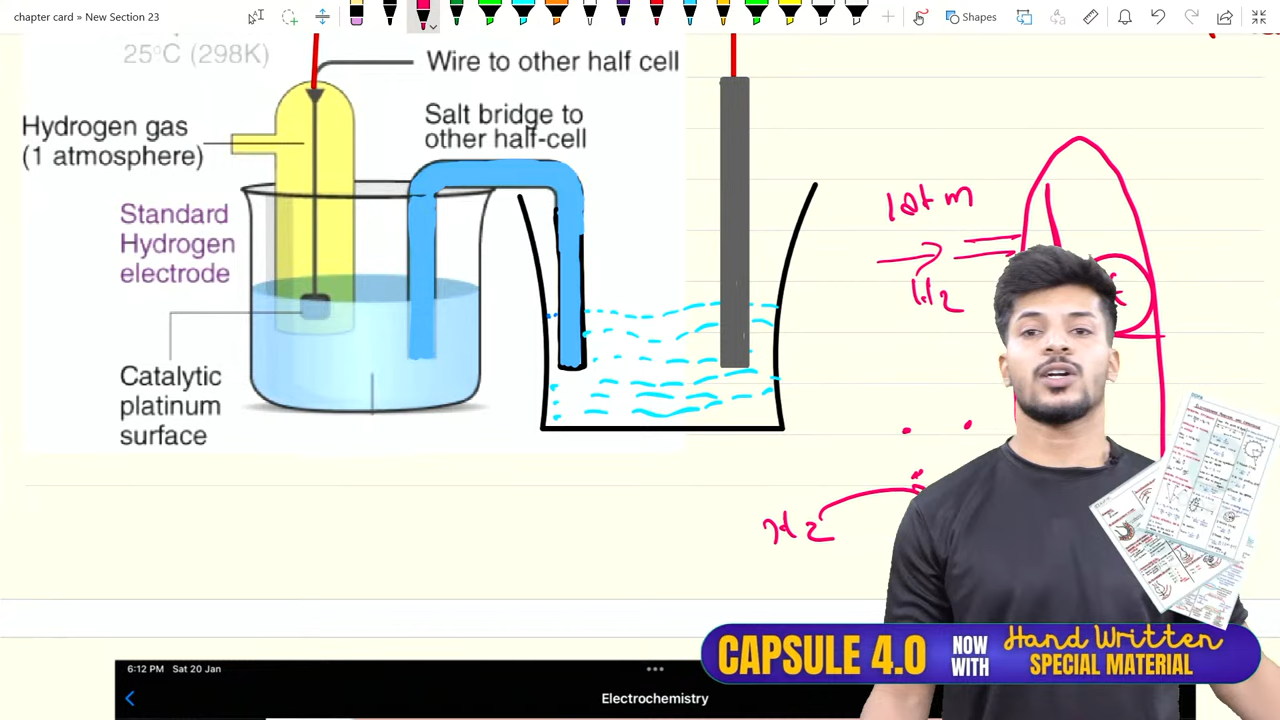 chapter card » New Section 23
Shapes
25°C (298K)
Wire to other half cell
Hydrogen gas
(1 atmosphere)
Salt bridge to
other half-cell
Standard
Hydrogen
electrode
Catalytic
platinum
surface
1atm
H2
H2
CAPSULE 4.0
NOW
WITH
Hand Written
SPECIAL MATERIAL
6:12 PM Sat 20 Jan
Electrochemistry